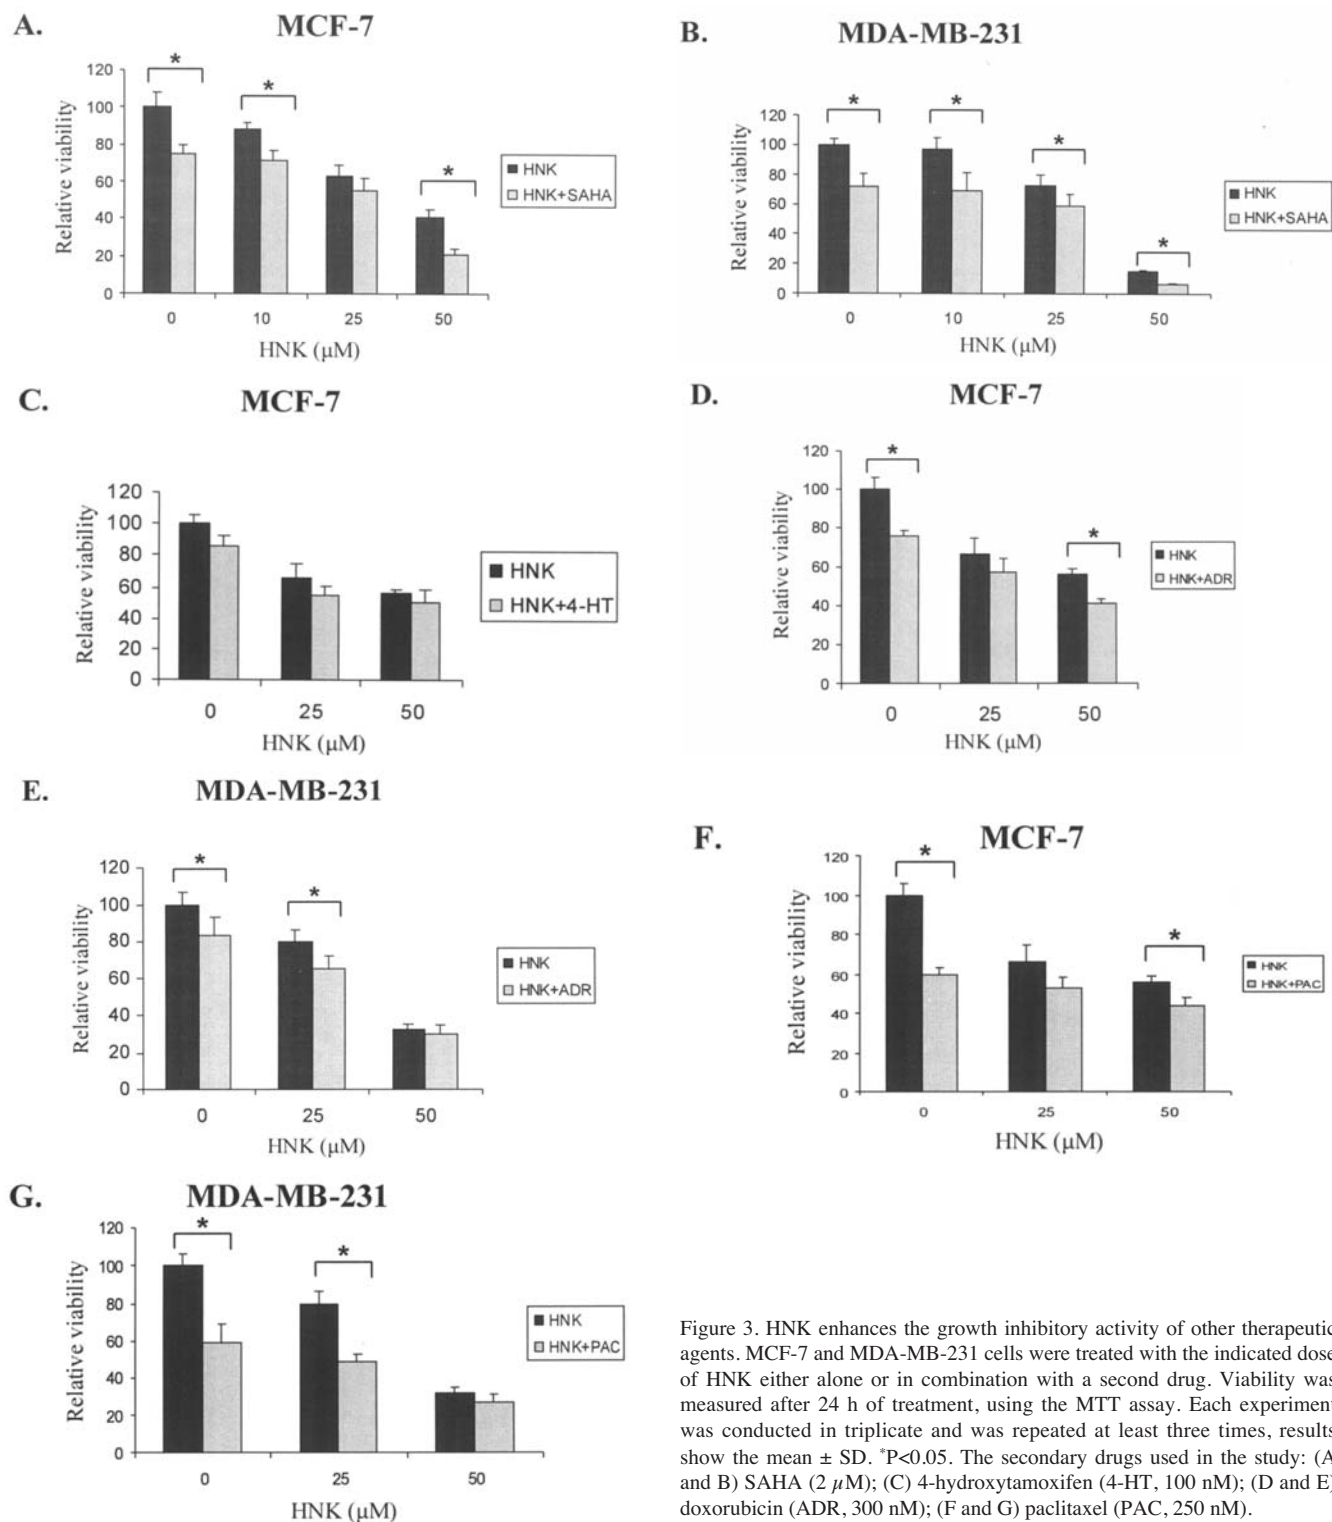 A.
MCF-7
Relative viability
120
100
80
60
40
20
0
*
*
*
0 10 25 50
HNK (µM)
HNK
HNK+SAHA
B.
MDA-MB-231
Relative viability
120
100
80
60
40
20
0
*
*
*
*
0 10 25 50
HNK (µM)
HNK
HNK+SAHA
C.
MCF-7
Relative viability
120
100
80
60
40
20
0
0 25 50
HNK (µM)
HNK
HNK+4-HT
D.
MCF-7
Relative viability
120
100
80
60
40
20
0
*
*
0 25 50
HNK (µM)
HNK
HNK+ADR
E.
MDA-MB-231
Relative viability
120
100
80
60
40
20
0
*
*
0 25 50
HNK (µM)
HNK
HNK+ADR
F.
MCF-7
Relative viability
120
100
80
60
40
20
0
*
*
0 25 50
HNK (µM)
HNK
HNK+PAC
G.
MDA-MB-231
Relative viability
120
100
80
60
40
20
0
*
*
0 25 50
HNK (µM)
HNK
HNK+PAC
Figure 3. HNK enhances the growth inhibitory activity of other therapeutic
agents. MCF-7 and MDA-MB-231 cells were treated with the indicated dose
of HNK either alone or in combination with a second drug. Viability was
measured after 24 h of treatment, using the MTT assay. Each experiment
was conducted in triplicate and was repeated at least three times, results
show the mean ± SD. *P<0.05. The secondary drugs used in the study: (A
and B) SAHA (2 µM); (C) 4-hydroxytamoxifen (4-HT, 100 nM); (D and E)
doxorubicin (ADR, 300 nM); (F and G) paclitaxel (PAC, 250 nM).